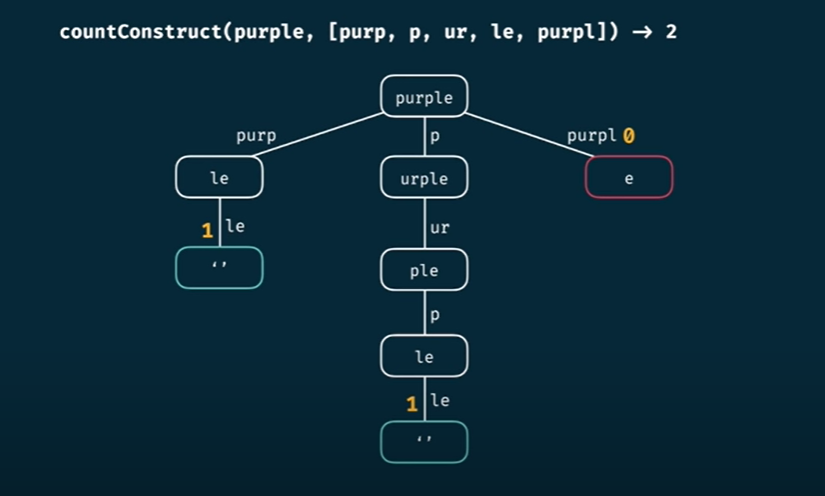 countConstruct(purple, [purp, p, ur, le, purpl]) → 2
purple
purp
p
purpl 0
le
urple
e
1 le
ur
‘’
ple
p
le
1 le
‘’